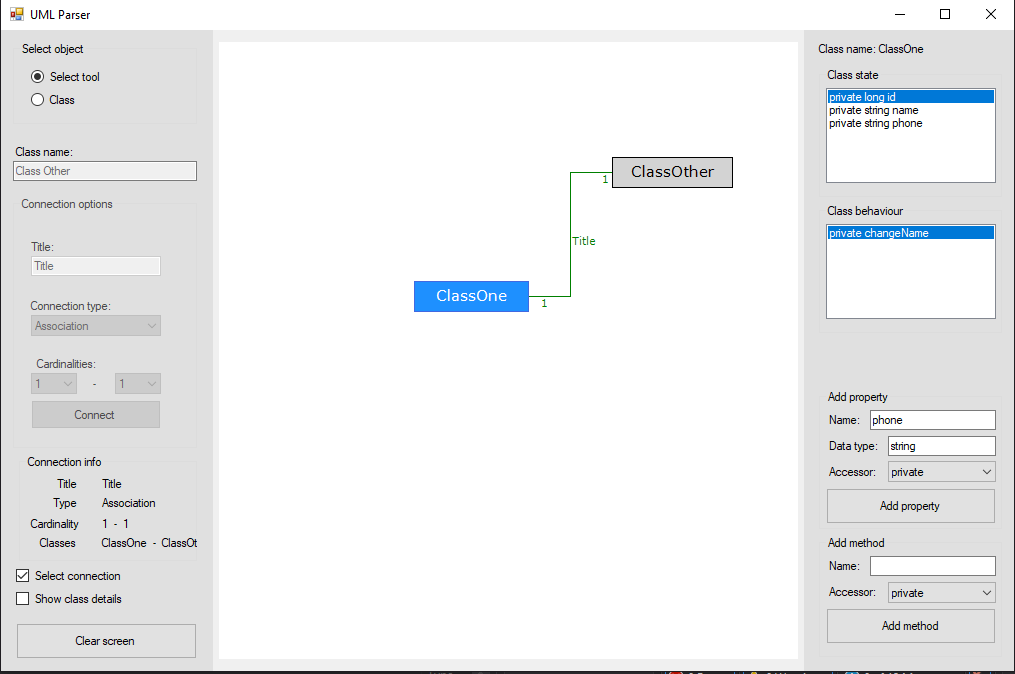 UML Parser
Select object
Select tool
Class
Class name:
Class Other
Connection options
Title:
Title
Connection type:
Association
Cardinalities:
1 - 1
Connect
Connection info
Title Title
Type Association
Cardinality 1 - 1
Classes ClassOne - ClassOt
Select connection
Show class details
Clear screen
ClassOther
1
Title
ClassOne
1
Class name: ClassOne
Class state
private long id
private string name
private string phone
Class behaviour
private changeName
Add property
Name: phone
Data type: string
Accessor: private
Add property
Add method
Name:
Accessor: private
Add method